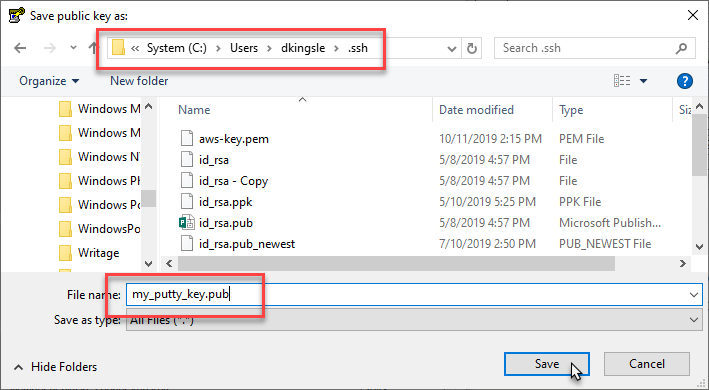 Save public key as:
« System (C:) > Users > dkingsle > .ssh
Search .ssh
Organize
New folder
Name
Date modified
Type
Siz
Windows M
Windows M
Windows N
Windows Ph
Windows Po
WindowsPo
Writage
aws-key.pem 10/11/2019 2:15 PM PEM File
id_rsa 5/8/2019 4:57 PM File
id_rsa - Copy 5/8/2019 4:57 PM File
id_rsa.ppk 5/10/2019 5:25 PM PPK File
id_rsa.pub 5/8/2019 4:57 PM Microsoft Publish...
id_rsa.pub_newest 7/10/2019 2:50 PM PUB_NEWEST File
File name: my_putty_key.pub
Save as type: All Files (*.*)
Hide Folders
Save
Cancel